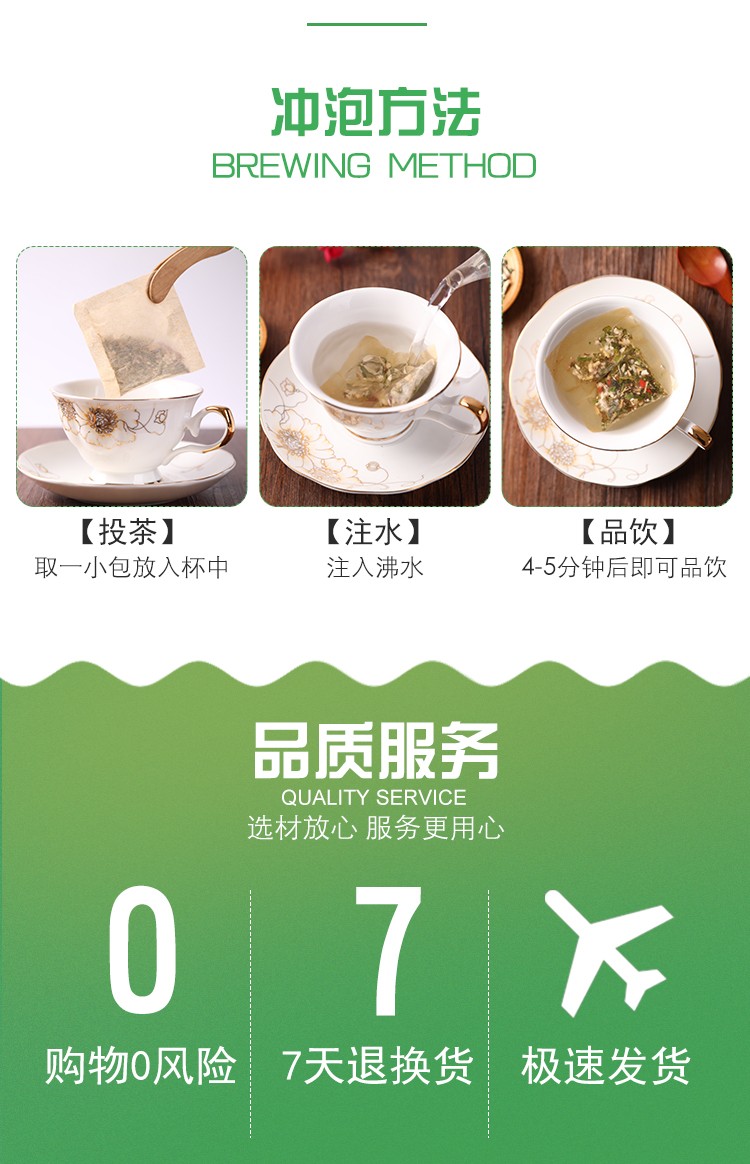 冲泡方法
BREWING METHOD
【投茶】
取一小包放入杯中
【注水】
注入沸水
【品饮】
4-5分钟后即可品饮
品质服务
QUALITY SERVICE
选材放心 服务更用心
0
购物0风险
7
7天退换货
极速发货